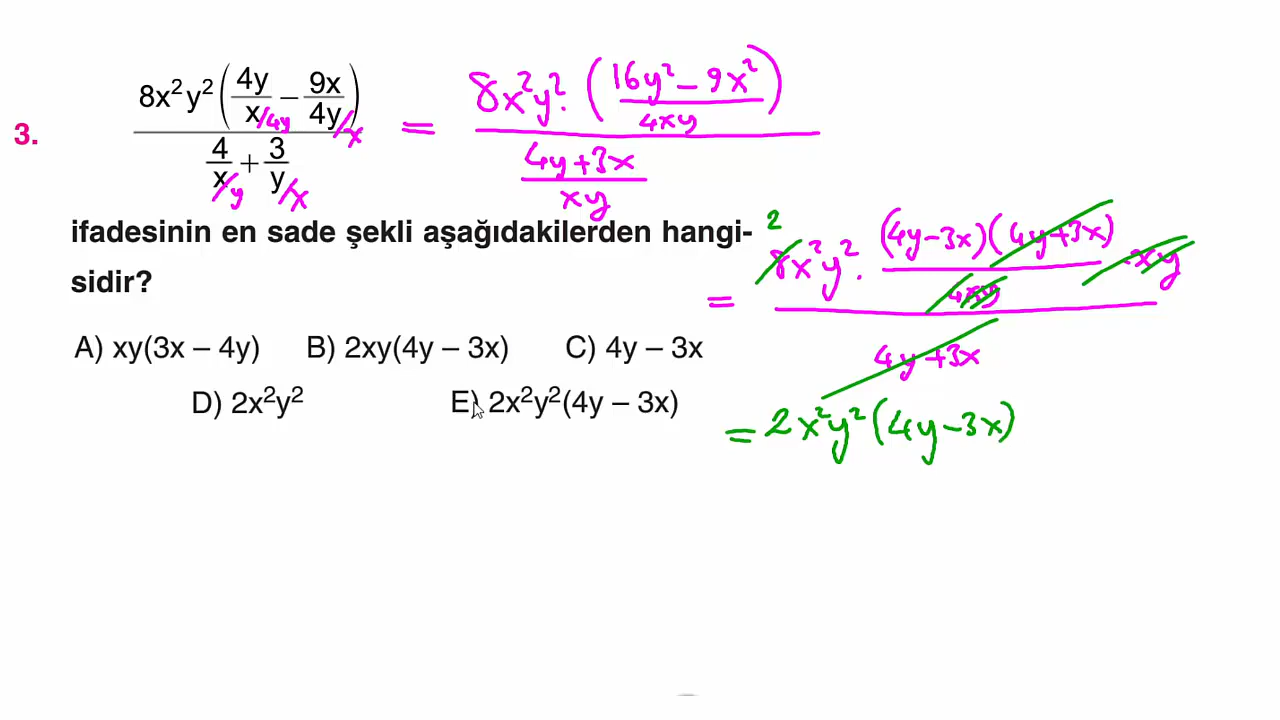 3.
8x²y²(4y/x /4y − 9x/4y /x) / (4/x /y + 3/y /x) = 8x²y². ((16y² − 9x²)/4xy) / ((4y+3x)/xy)
ifadesinin en sade şekli aşağıdakilerden hangi-
sidir?
= 2 8x²y². ((4y−3x)(4y+3x)/4xy) · xy / (4y+3x)
A) xy(3x – 4y) B) 2xy(4y – 3x) C) 4y – 3x
D) 2x²y² E) 2x²y²(4y – 3x)
= 2x²y²(4y−3x)